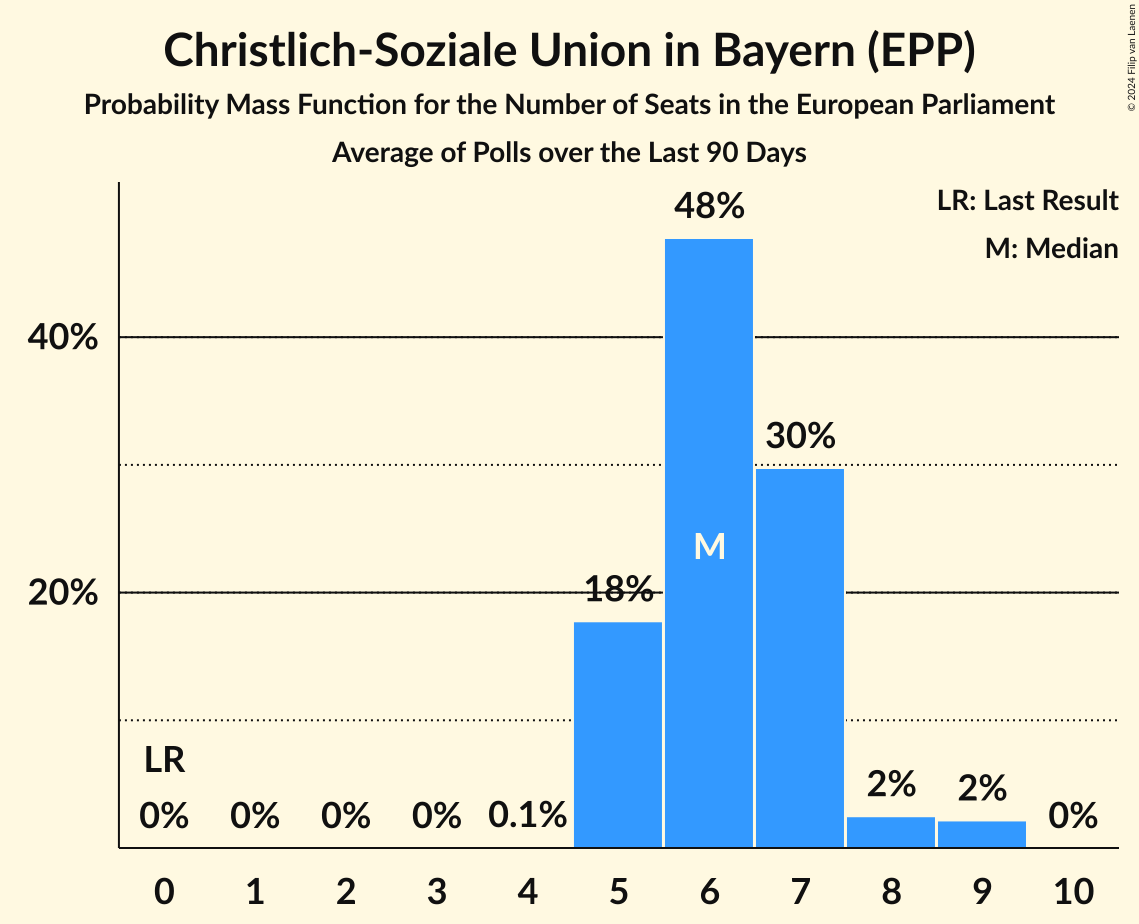 Christlich-Soziale Union in Bayern (EPP)
Probability Mass Function for the Number of Seats in the European Parliament
Average of Polls over the Last 90 Days
© 2024 Filip van Laenen
LR: Last Result
M: Median
48%
40%
30%
M
20%
18%
LR
0% 0% 0% 0% 0.1% 2% 2% 0%
0 1 2 3 4 5 6 7 8 9 10